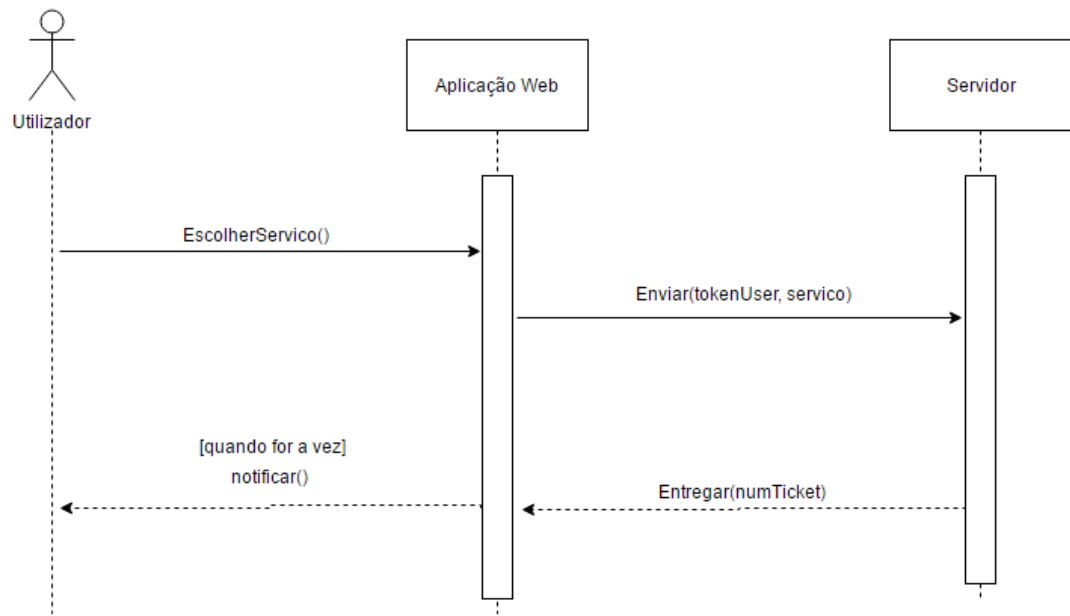 Utilizador
Aplicação Web
Servidor
EscolherServico()
Enviar(tokenUser, servico)
[quando for a vez]
notificar()
Entregar(numTicket)